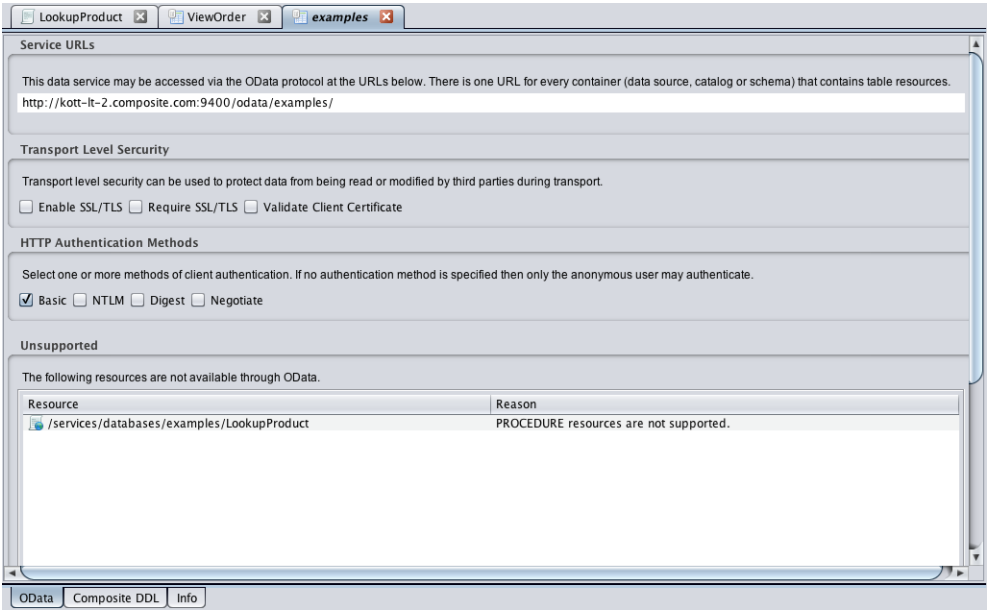 LookupProduct
ViewOrder
examples
Service URLs
This data service may be accessed via the OData protocol at the URLs below. There is one URL for every container (data source, catalog or schema) that contains table resources.
http://kott-lt-2.composite.com:9400/odata/examples/
Transport Level Sercurity
Transport level security can be used to protect data from being read or modified by third parties during transport.
Enable SSL/TLS Require SSL/TLS Validate Client Certificate
HTTP Authentication Methods
Select one or more methods of client authentication. If no authentication method is specified then only the anonymous user may authenticate.
Basic NTLM Digest Negotiate
Unsupported
The following resources are not available through OData.
Resource Reason
/services/databases/examples/LookupProduct PROCEDURE resources are not supported.
OData Composite DDL Info